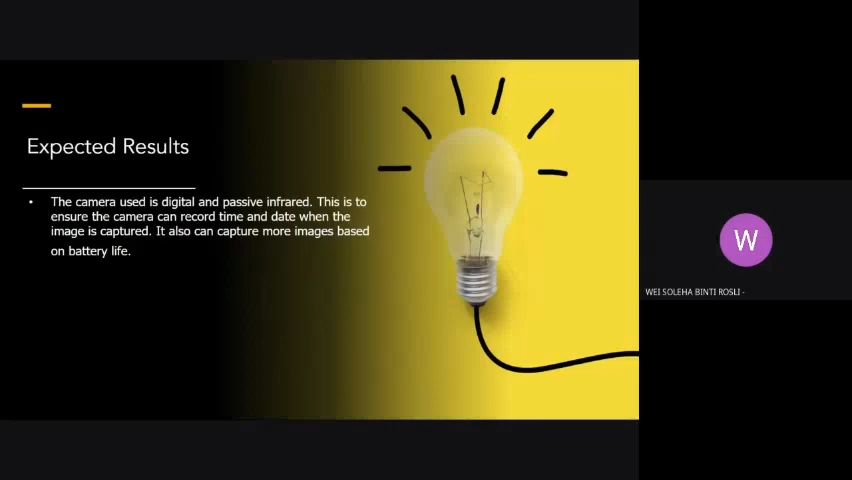 Expected Results
• The camera used is digital and passive infrared. This is to
ensure the camera can record time and date when the
image is captured. It also can capture more images based
on battery life.
W
WEI SOLEHA BINTI ROSLI -